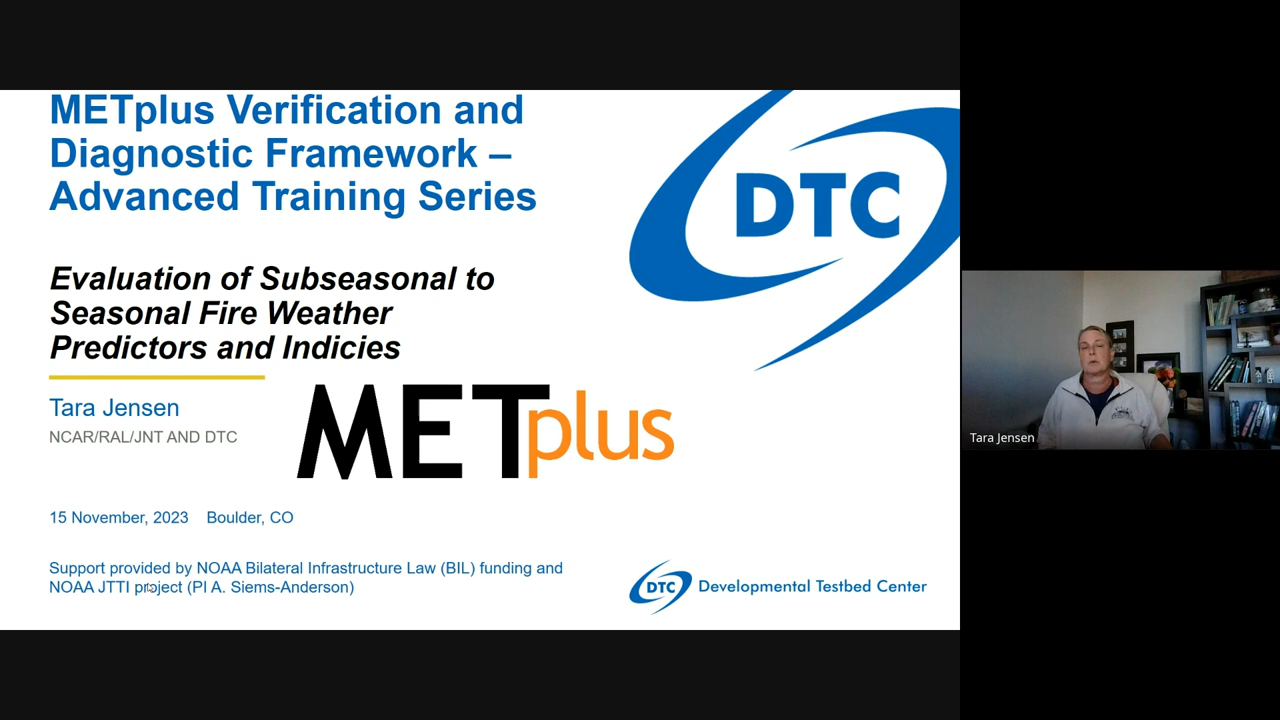 METplus Verification and
Diagnostic Framework –
Advanced Training Series
DTC
Evaluation of Subseasonal to
Seasonal Fire Weather
Predictors and Indicies
Tara Jensen
NCAR/RAL/JNT AND DTC
METplus
15 November, 2023 Boulder, CO
Support provided by NOAA Bilateral Infrastructure Law (BIL) funding and
NOAA JTTI project (PI A. Siems-Anderson)
DTC Developmental Testbed Center
Tara Jensen